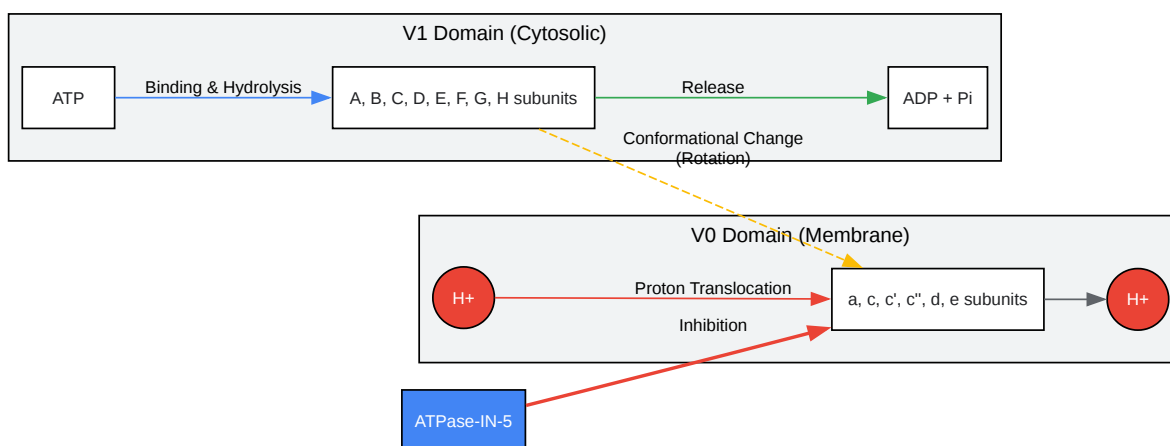 V1 Domain (Cytosolic)
ATP
Binding & Hydrolysis
A, B, C, D, E, F, G, H subunits
Release
ADP + Pi
Conformational Change
(Rotation)
V0 Domain (Membrane)
H+
Proton Translocation
a, c, c', c'', d, e subunits
H+
Inhibition
ATPase-IN-5